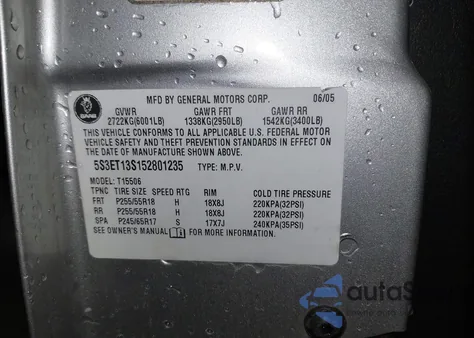 MFD BY GENERAL MOTORS CORP. 06/05
GVWR GAWR FRT GAWR RR
2722KG(6001LB) 1338KG(2950LB) 1542KG(3400LB)
SAAB
THIS VEHICLE CONFORMS TO ALL APPLICABLE U.S. FEDERAL MOTOR
VEHICLE SAFETY AND THEFT PREVENTION STANDARDS IN EFFECT ON
THE DATE OF MANUFACTURE SHOWN ABOVE.
5S3ET13S152801235 TYPE: M.P.V.
MODEL: T15506
TPNC TIRE SIZE SPEED RTG RIM COLD TIRE PRESSURE
FRT P255/55R18 H 18X8J 220KPA(32PSI)
RR P255/55R18 H 18X8J 220KPA(32PSI)
SPA P245/65R17 S 17X7J 240KPA(35PSI)
SEE OWNER'S MANUAL FOR MORE INFORMATION